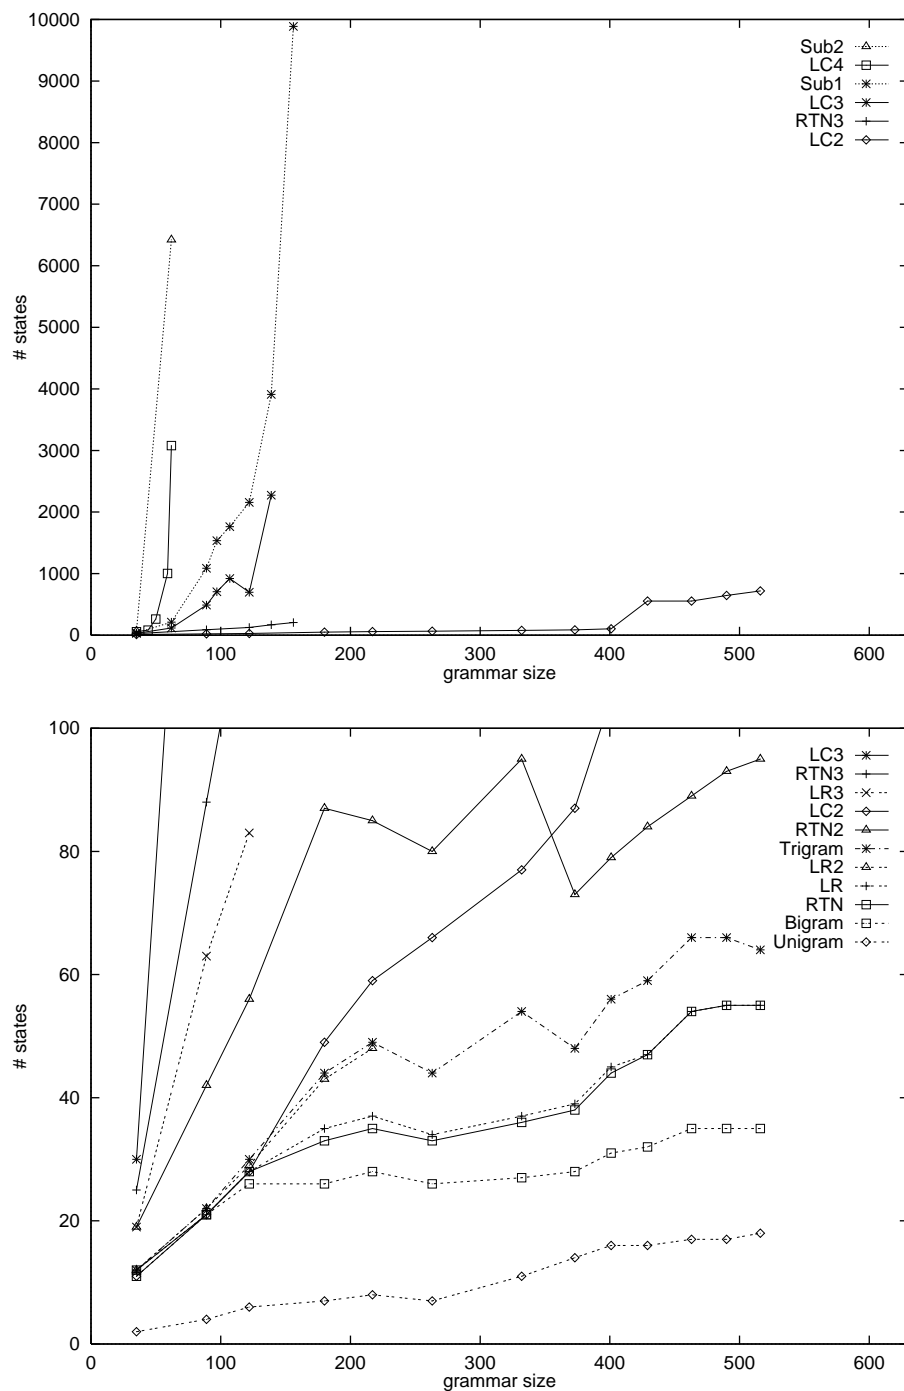 10000
9000
8000
7000
6000
5000
4000
3000
2000
1000
0
# states
Sub2
LC4
Sub1
LC3
RTN3
LC2
0 100 200 300 400 500 600
grammar size
100
80
60
40
20
0
# states
LC3
RTN3
LR3
LC2
RTN2
Trigram
LR2
LR
RTN
Bigram
Unigram
0 100 200 300 400 500 600
grammar size